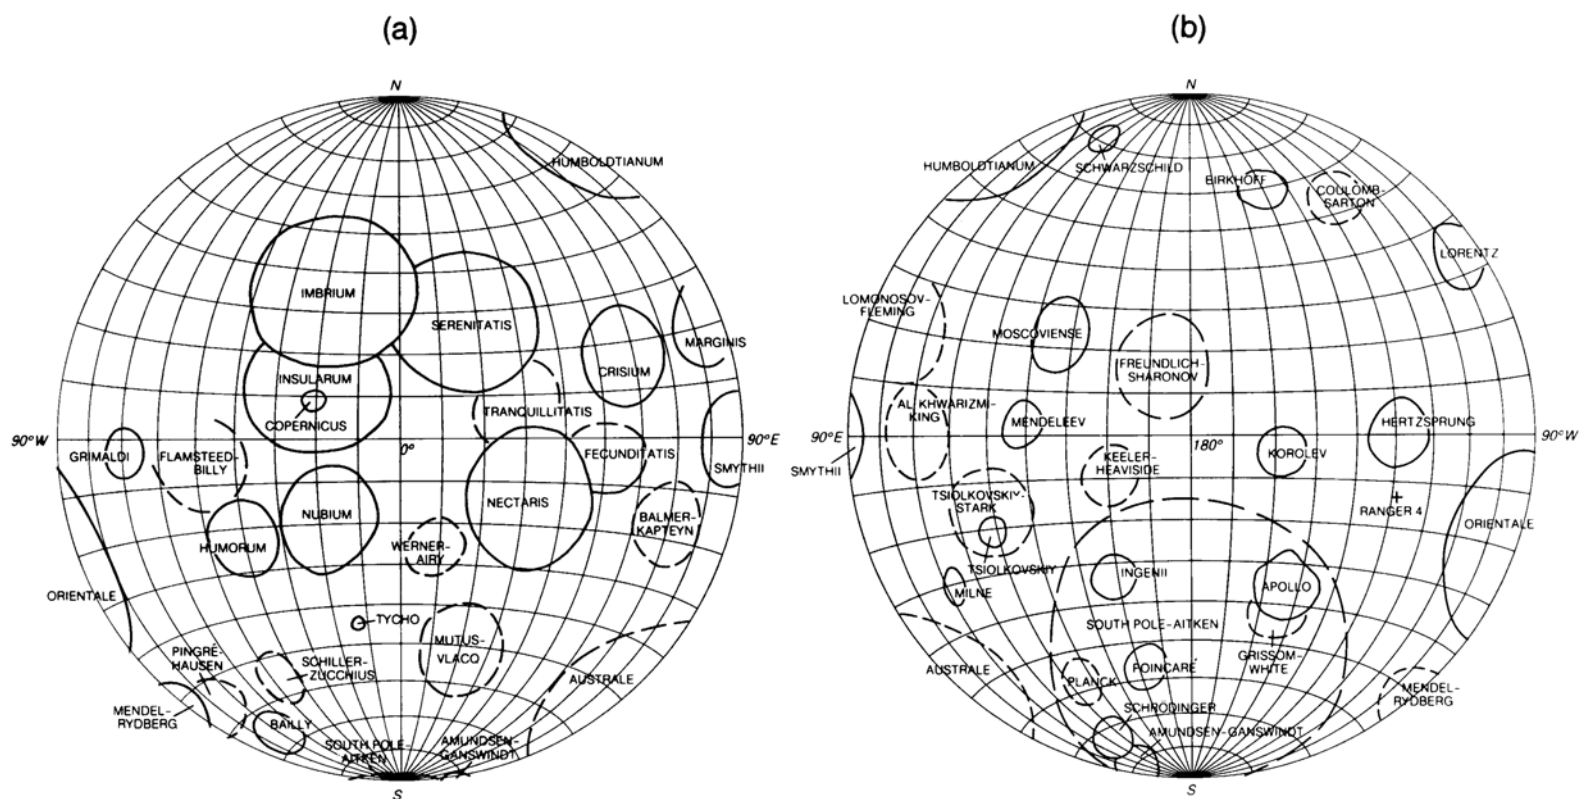 (a)
N
HUMBOLDTIANUM
IMBRIUM
SERENITATIS
MARGINIS
CRISIUM
INSULARUM
TRANQUILLITATIS
COPERNICUS
90°W
0°
90°E
GRIMALDI
FLAMSTEED-
BILLY
FECUNDITATIS
SMYTHII
NUBIUM
NECTARIS
BALMER-
KAPTEYN
HUMORUM
WERNER-
AIRY
ORIENTALE
TYCHO
MUTUS-
VLACQ
PINGRÉ-
HAUSEN
SCHILLER-
ZUCCHIUS
AUSTRALE
MENDEL-
RYDBERG
BAILLY
SOUTH POLE-
AITKEN
AMUNDSEN-
GANSWINDT
S
(b)
N
HUMBOLDTIANUM
SCHWARZSCHILD
BIRKHOFF
COULOMB-
SARTON
LORENTZ
LOMONOSOV-
FLEMING
MOSCOVIENSE
FREUNDLICH-
SHARONOV
AL-KHWARIZMI-
KING
MENDELEEV
HERTZSPRUNG
90°E
180°
90°W
SMYTHII
KEELER-
HEAVISIDE
KOROLEV
TSIOLKOVSKIY-
STARK
RANGER 4
ORIENTALE
TSIOLKOVSKIY
MILNE
INGENII
APOLLO
SOUTH POLE-AITKEN
AUSTRALE
PLANCK
POINCARÉ
GRISSOM-
WHITE
MENDEL-
RYDBERG
SCHRÖDINGER
AMUNDSEN-GANSWINDT
S